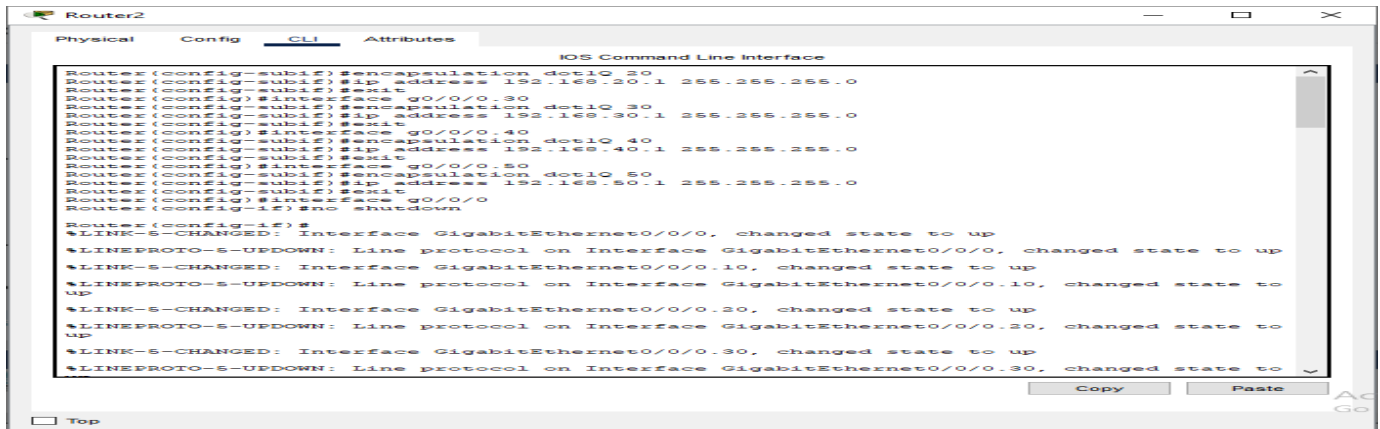 Router2
Physical Config CLI Attributes
IOS Command Line Interface
Router(config-subif)#encapsulation dot1Q 20
Router(config-subif)#ip address 192.168.20.1 255.255.255.0
Router(config-subif)#exit
Router(config)#interface g0/0/0.30
Router(config-subif)#encapsulation dot1Q 30
Router(config-subif)#ip address 192.168.30.1 255.255.255.0
Router(config-subif)#exit
Router(config)#interface g0/0/0.40
Router(config-subif)#encapsulation dot1Q 40
Router(config-subif)#ip address 192.168.40.1 255.255.255.0
Router(config-subif)#exit
Router(config)#interface g0/0/0.50
Router(config-subif)#encapsulation dot1Q 50
Router(config-subif)#ip address 192.168.50.1 255.255.255.0
Router(config-subif)#exit
Router(config)#interface g0/0/0
Router(config-if)#no shutdown
Router(config-if)#
%LINK-5-CHANGED: Interface GigabitEthernet0/0/0, changed state to up
%LINEPROTO-5-UPDOWN: Line protocol on Interface GigabitEthernet0/0/0, changed state to up
%LINK-5-CHANGED: Interface GigabitEthernet0/0/0.10, changed state to up
%LINEPROTO-5-UPDOWN: Line protocol on Interface GigabitEthernet0/0/0.10, changed state to
up
%LINK-5-CHANGED: Interface GigabitEthernet0/0/0.20, changed state to up
%LINEPROTO-5-UPDOWN: Line protocol on Interface GigabitEthernet0/0/0.20, changed state to
up
%LINK-5-CHANGED: Interface GigabitEthernet0/0/0.30, changed state to up
%LINEPROTO-5-UPDOWN: Line protocol on Interface GigabitEthernet0/0/0.30, changed state to
Copy Paste
Top
Go